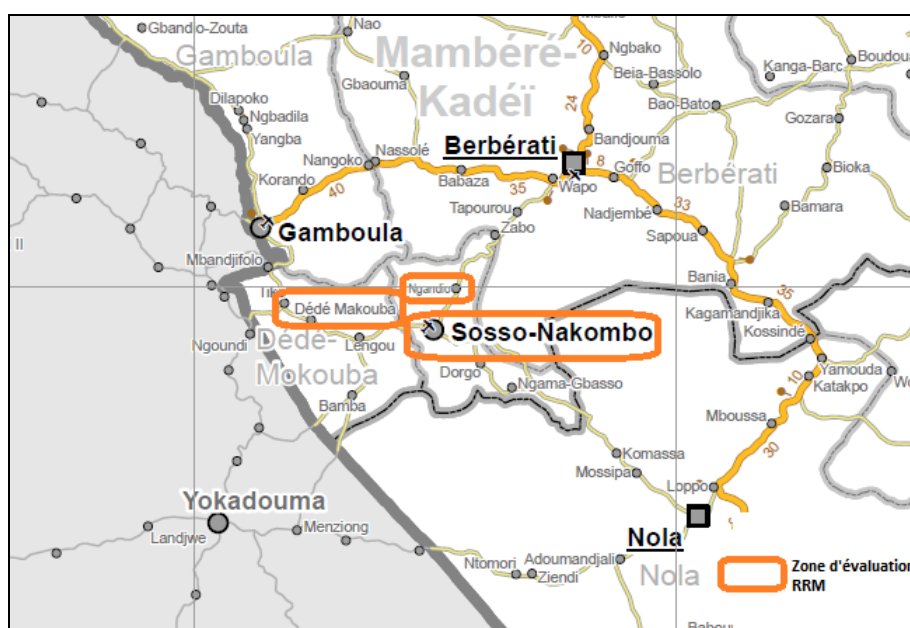 Gbandio-Zouta
Nao
Ngbako
Gamboula
Mambéré-
Kadéï
10
Beia-Bassolo
Kanga-Barc
Boudou
Gbaouma
24
Bao-Bato
Dilapoko
Ngbadila
Yangba
Gozara
Bandjouma
Berbérati
Nangoko
Nassolé
8
Goffo
Bioka
Korando
40
Babaza
35
Wapo
Berbérati
Tapourou
Nadjembé
33
Bamara
Gamboula
Zabo
Sapoua
II
Mbandjifolo
Bania
Ngandio
35
Dédé Makouba
Kagamandjika
Sosso-Nakombo
Kossindé
Ngoundi
Dédé-
Mokouba
Lengou
Yamouda
Dorgo
10
Katakpo
Ngama-Gbasso
Bamba
Mboussa
30
Komassa
Mossipa
Loppo
Yokadouma
Menziong
Landjwe
Nola
Adoumandjali
Ntomori
Ziendi
Nola
Zone d'évaluation
RRM